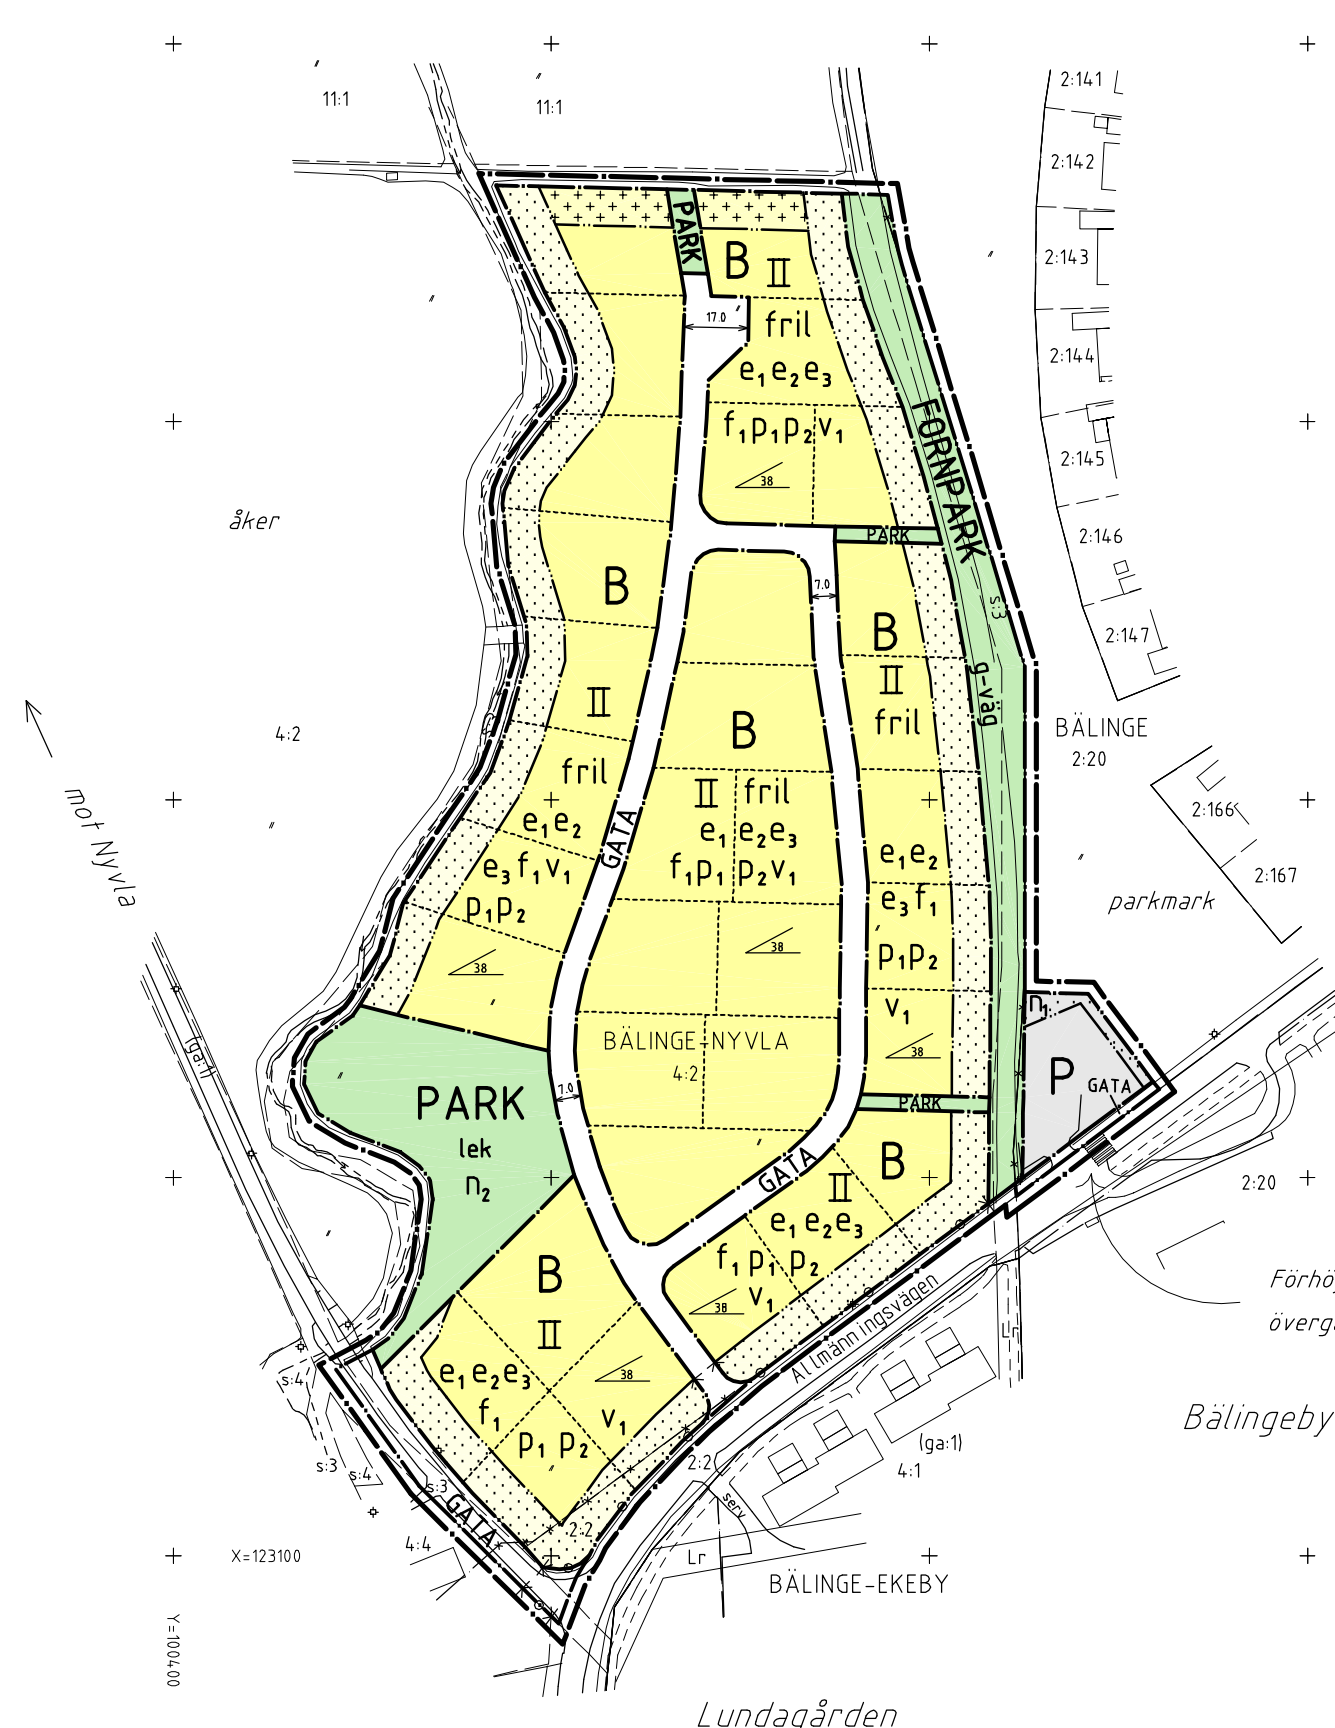 11:1
11:1
2:141
2:142
2:143
2:144
2:145
2:146
2:147
PARK
B II
17.0
fril
e₁e₂e₃
f₁p₁p₂v₁
38
FORNPARK
åker
PARK
B
7.0
s:3
B
g-väg
II
II
fril
B
BÄLINGE
2:20
4:2
fril
II fril
mot Nyvla
2:166
e₁e₂
GATA
e₁ e₂e₃
e₁e₂
e₃f₁v₁
f₁p₁ p₂v₁
2:167
p₁p₂
e₃f₁
parkmark
38
38
p₁p₂
v₁
n₁
BÄLINGE-NYVLA
38
(ga:1)
4:2
P GATA
PARK
7.0
PARK
lek
GATA
B
n₂
II
2:20
e₁e₂e₃
f₁p₁p₂
B
v₁
38
Förhöj
överg
II
Allmänningsvägen
Lr
e₁e₂e₃
38
s:4
f₁
v₁
Bälingeby
p₁p₂
(ga:1)
4:1
s:3
s:4
s:3
2:2
GATA
serv
2:2
4:4
X=123100
Lr
BÄLINGE-EKEBY
Y=100400
Lundagården